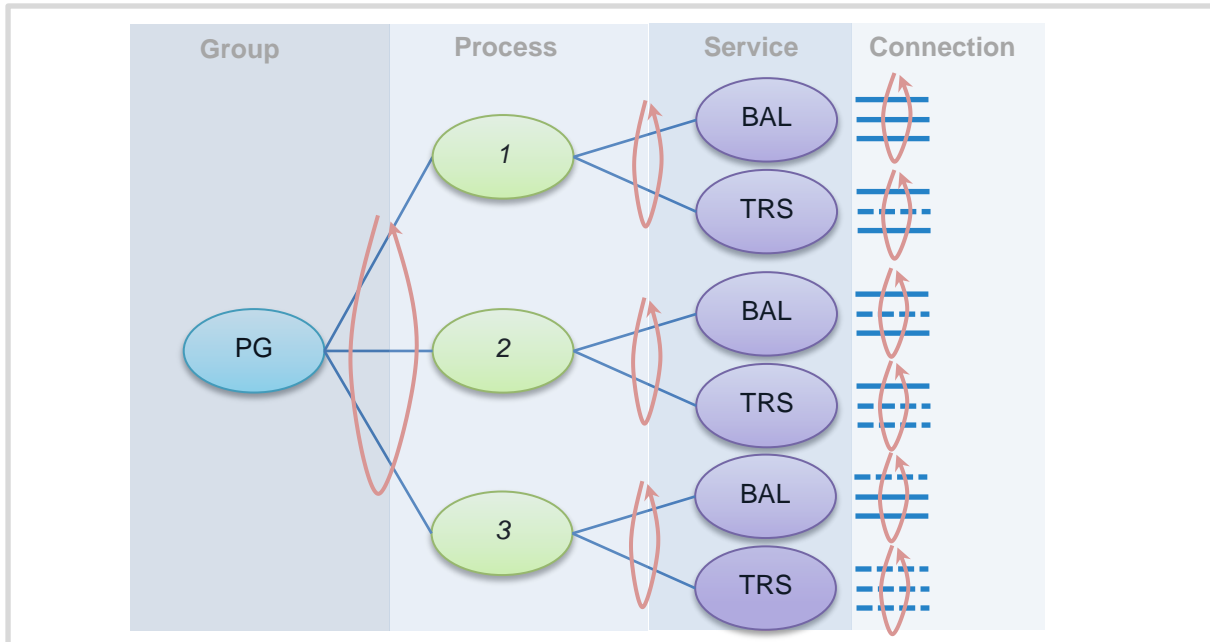 Group Process Service Connection
BAL
1
TRS
BAL
PG 2
TRS
BAL
3
TRS